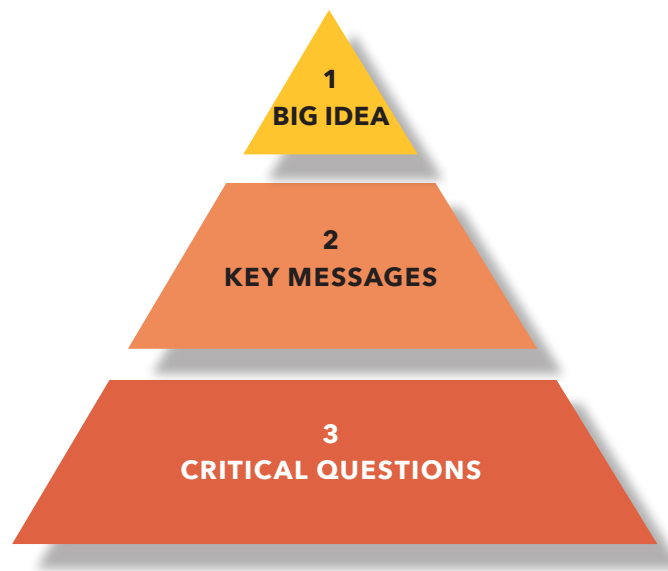 1
BIG IDEA
2
KEY MESSAGES
3
CRITICAL QUESTIONS